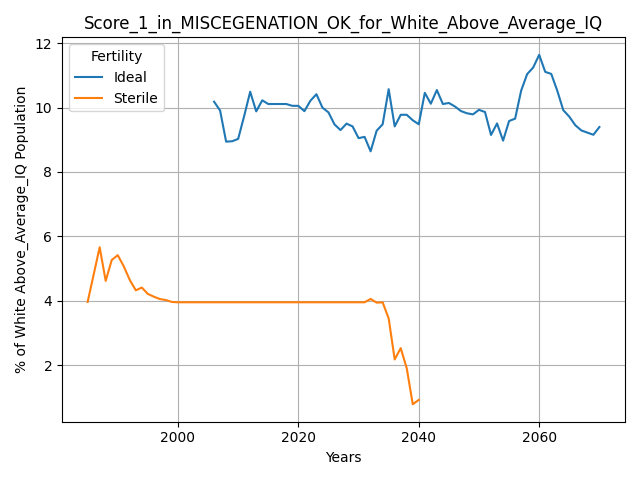 Score_1_in_MISCEGENATION_OK_for_White_Above_Average_IQ
% of White Above_Average_IQ Population
12
10
8
6
4
2
Fertility
Ideal
Sterile
2000 2020 2040 2060
Years